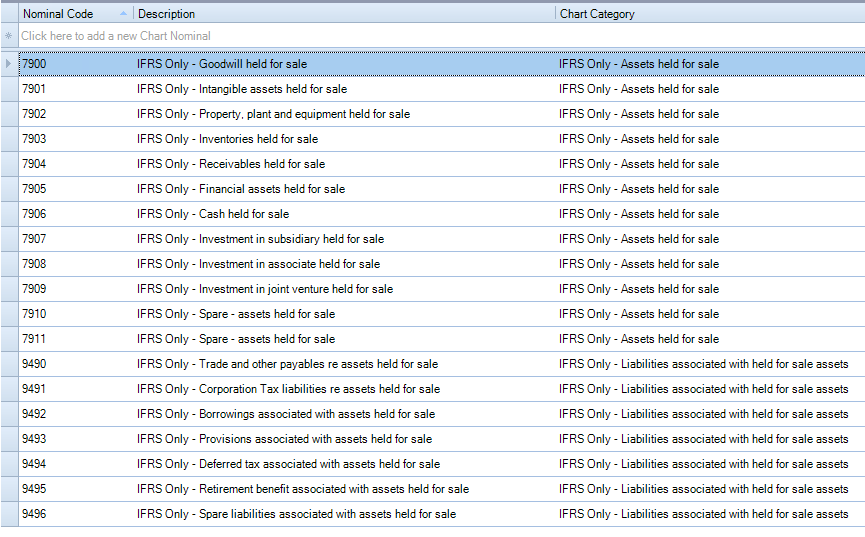 Nominal Code Description Chart Category
Click here to add a new Chart Nominal
7900 IFRS Only - Goodwill held for sale IFRS Only - Assets held for sale
7901 IFRS Only - Intangible assets held for sale IFRS Only - Assets held for sale
7902 IFRS Only - Property, plant and equipment held for sale IFRS Only - Assets held for sale
7903 IFRS Only - Inventories held for sale IFRS Only - Assets held for sale
7904 IFRS Only - Receivables held for sale IFRS Only - Assets held for sale
7905 IFRS Only - Financial assets held for sale IFRS Only - Assets held for sale
7906 IFRS Only - Cash held for sale IFRS Only - Assets held for sale
7907 IFRS Only - Investment in subsidiary held for sale IFRS Only - Assets held for sale
7908 IFRS Only - Investment in associate held for sale IFRS Only - Assets held for sale
7909 IFRS Only - Investment in joint venture held for sale IFRS Only - Assets held for sale
7910 IFRS Only - Spare - assets held for sale IFRS Only - Assets held for sale
7911 IFRS Only - Spare - assets held for sale IFRS Only - Assets held for sale
9490 IFRS Only - Trade and other payables re assets held for sale IFRS Only - Liabilities associated with held for sale assets
9491 IFRS Only - Corporation Tax liabilities re assets held for sale IFRS Only - Liabilities associated with held for sale assets
9492 IFRS Only - Borrowings associated with assets held for sale IFRS Only - Liabilities associated with held for sale assets
9493 IFRS Only - Provisions associated with assets held for sale IFRS Only - Liabilities associated with held for sale assets
9494 IFRS Only - Deferred tax associated with assets held for sale IFRS Only - Liabilities associated with held for sale assets
9495 IFRS Only - Retirement benefit associated with assets held for sale IFRS Only - Liabilities associated with held for sale assets
9496 IFRS Only - Spare liabilities associated with assets held for sale IFRS Only - Liabilities associated with held for sale assets